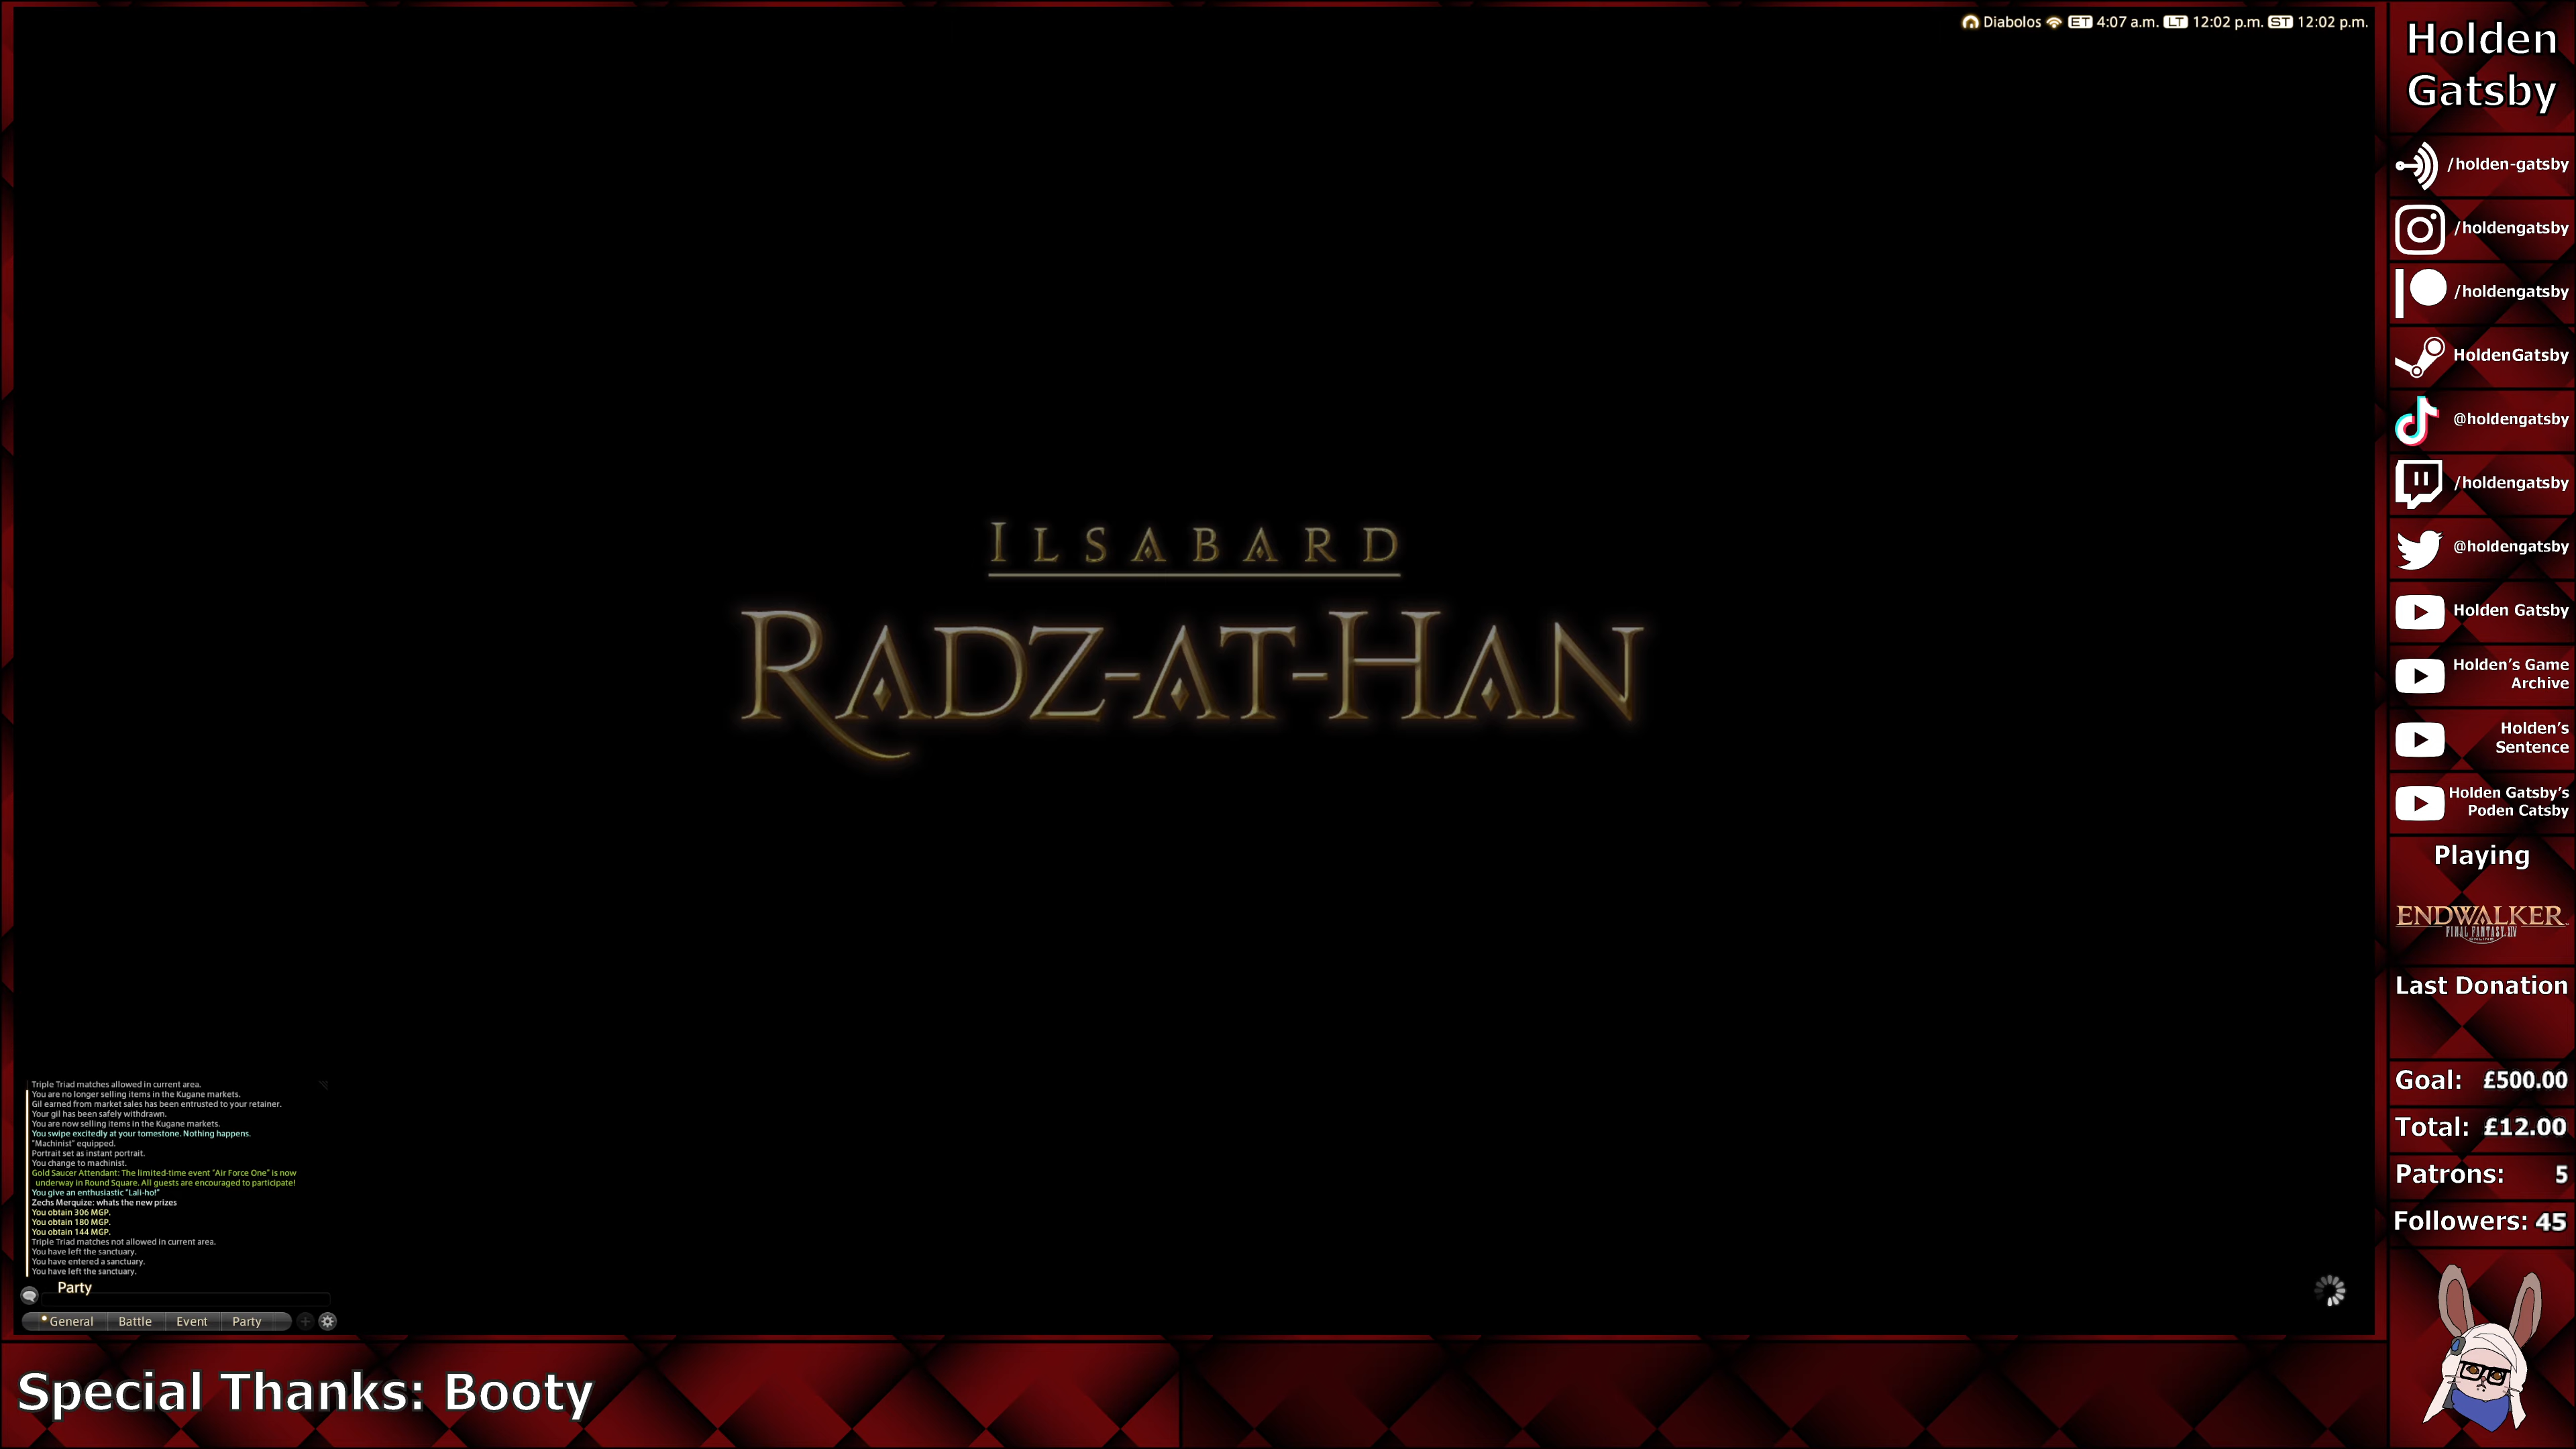 Diabolos ET 4:07 a.m. LT 12:02 p.m. ST 12:02 p.m.
ILSABARD
RADZ-AT-HAN
Triple Triad matches allowed in current area.
You are no longer selling items in the Kugane markets.
Gil earned from market sales has been entrusted to your retainer.
Your gil has been safely withdrawn.
You are now selling items in the Kugane markets.
You swipe excitedly at your tomestone. Nothing happens.
"Machinist" equipped.
Portrait set as instant portrait.
You change to machinist.
Gold Saucer Attendant: The limited-time event "Air Force One" is now
underway in Round Square. All guests are encouraged to participate!
You give an enthusiastic "Lali-ho!"
Zechs Merquize: whats the new prizes
You obtain 306 MGP.
You obtain 180 MGP.
You obtain 144 MGP.
Triple Triad matches not allowed in current area.
You have left the sanctuary.
You have entered a sanctuary.
You have left the sanctuary.
Party
General Battle Event Party
Special Thanks: Booty
Holden
Gatsby
/holden-gatsby
/holdengatsby
/holdengatsby
HoldenGatsby
@holdengatsby
/holdengatsby
@holdengatsby
Holden Gatsby
Holden's Game
Archive
Holden's
Sentence
Holden Gatsby's
Poden Catsby
Playing
ENDWALKER
FINAL FANTASY XIV
ONLINE
Last Donation
Goal: £500.00
Total: £12.00
Patrons: 5
Followers: 45